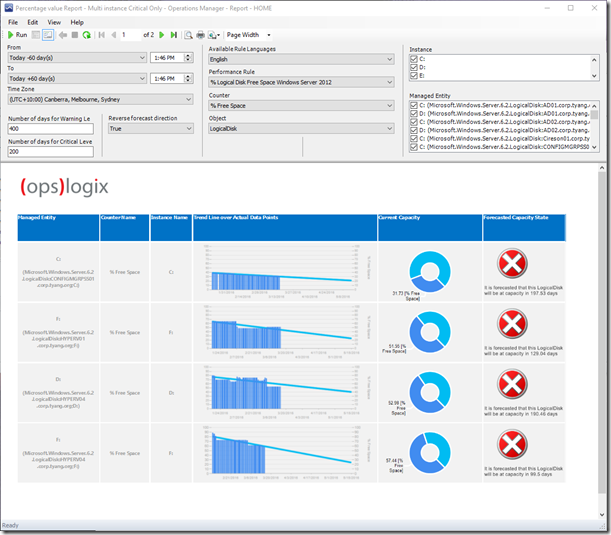 Percentage value Report - Multi instance Critical Only - Operations Manager - Report - HOME
File Edit View Help
Run 1 of 2 Page Width
From
Today -60 day(s) 1:46 PM
To
Today +60 day(s) 1:46 PM
Time Zone
(UTC+10:00) Canberra, Melbourne, Sydney
Number of days for Warning Le
400
Reverse forecast direction
True
Number of days for Critical Leve
200
Available Rule Languages
English
Performance Rule
% Logical Disk Free Space Windows Server 2012
Counter
% Free Space
Object
LogicalDisk
Instance
C:
D:
E:
Managed Entity
C: (Microsoft.Windows.Server.6.2.LogicalDisk:AD01.corp.tyang.
D: (Microsoft.Windows.Server.6.2.LogicalDisk:AD01.corp.tyang.
C: (Microsoft.Windows.Server.6.2.LogicalDisk:AD02.corp.tyang.
D: (Microsoft.Windows.Server.6.2.LogicalDisk:AD02.corp.tyang.
C: (Microsoft.Windows.Server.6.2.LogicalDisk:Cireson01.corp.ty
C: (Microsoft.Windows.Server.6.2.LogicalDisk:CONFIGMGRPSS0
(ops)logix
Managed Entity CounterName Instance Name Trend Line over Actual Data Points Current Capacity Forecasted Capacity State
C:
(Microsoft.Windows.Server.6.2
.LogicalDisk:CONFIGMGRPSS01
.corp.tyang.org;C:)
% Free Space
C:
% Free Space
31.73 [% Free
Space]
It is forecasted that this LogicalDisk
will be at capacity in 197.63 days
F:
(Microsoft.Windows.Server.6.2
.LogicalDisk:HYPERV01
.corp.tyang.org;F:)
% Free Space
F:
% Free Space
51.95 [% Free
Space]
It is forecasted that this LogicalDisk
will be at capacity in 129.04 days
D:
(Microsoft.Windows.Server.6.2
.LogicalDisk:HYPERV04
.corp.tyang.org;D:)
% Free Space
D:
% Free Space
52.98 [%
Free
Space]
It is forecasted that this LogicalDisk
will be at capacity in 190.46 days
(Microsoft.Windows.Server.6.2
.LogicalDisk:HYPERV04
% Free Space
% Free Space
57.44 [%
Free
Space]
It is forecasted that this LogicalDisk
will be at capacity in 99.5 days
Ready